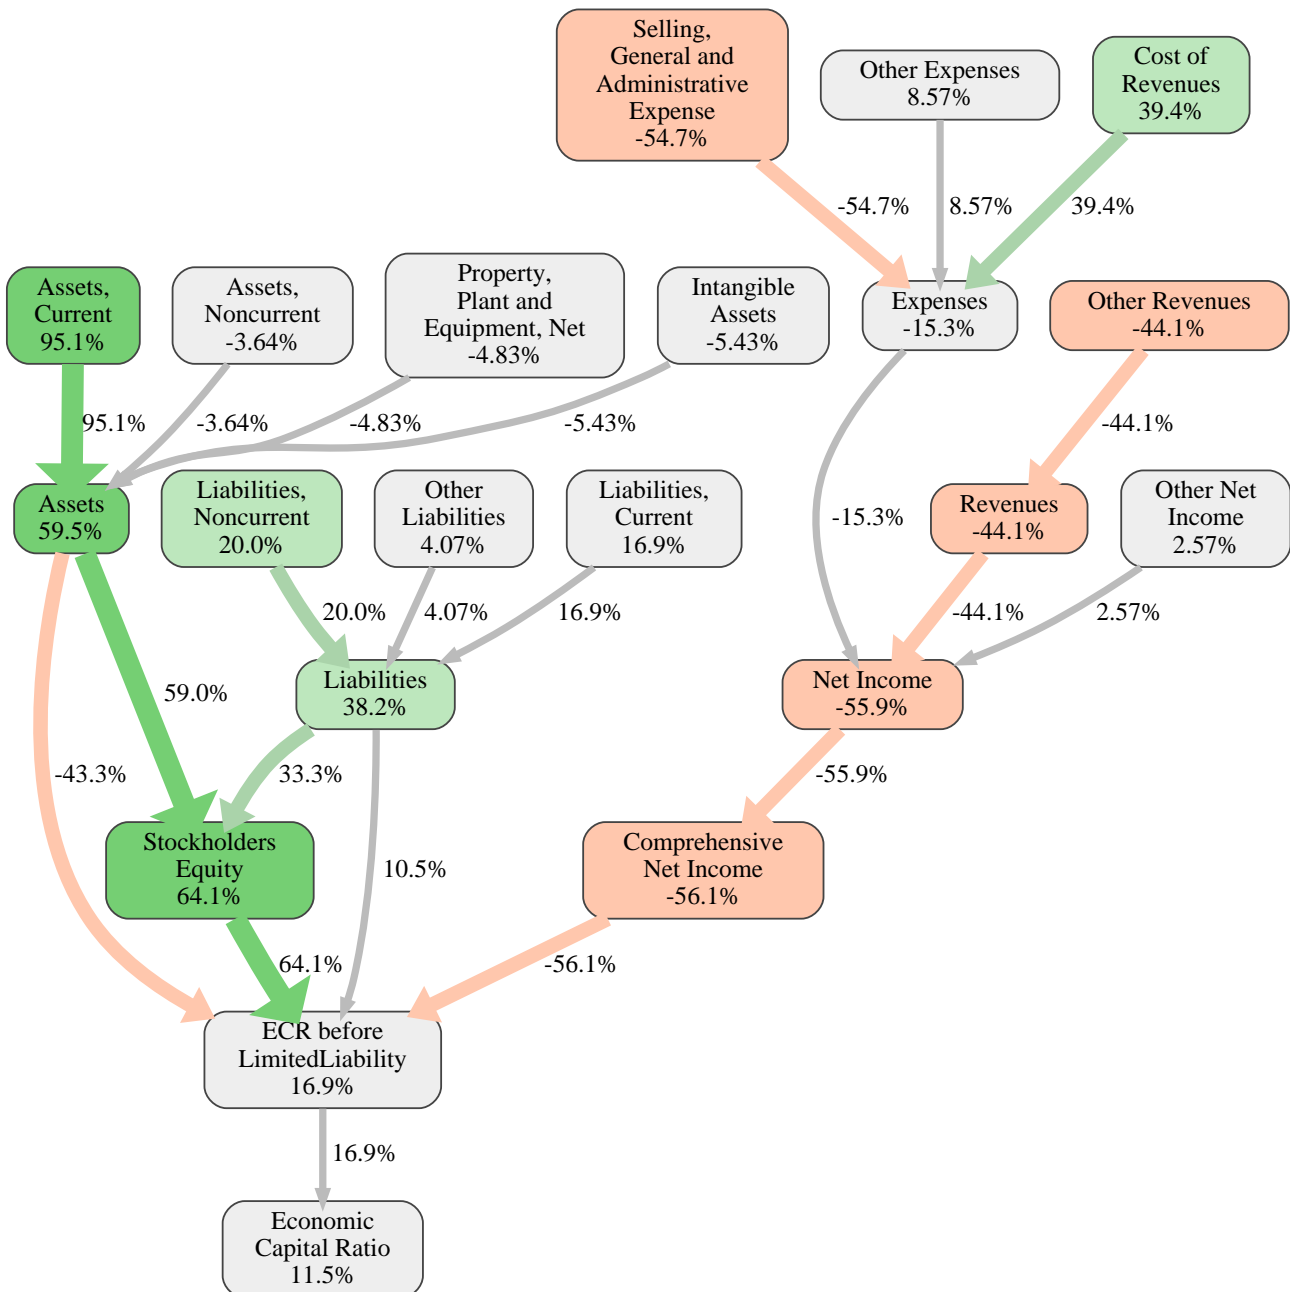 Selling,
General and
Administrative
Expense
-54.7%
Other Expenses
8.57%
Cost of
Revenues
39.4%
-54.7%
8.57%
39.4%
Assets,
Current
95.1%
Assets,
Noncurrent
-3.64%
Property,
Plant and
Equipment, Net
-4.83%
Intangible
Assets
-5.43%
Expenses
-15.3%
Other Revenues
-44.1%
95.1%
-3.64%
-4.83%
-5.43%
-44.1%
Assets
59.5%
Liabilities,
Noncurrent
20.0%
Other
Liabilities
4.07%
Liabilities,
Current
16.9%
-15.3%
Revenues
-44.1%
Other Net
Income
2.57%
20.0%
4.07%
16.9%
-44.1%
2.57%
59.0%
Liabilities
38.2%
Net Income
-55.9%
-43.3%
33.3%
-55.9%
Stockholders
Equity
64.1%
10.5%
Comprehensive
Net Income
-56.1%
64.1%
-56.1%
ECR before
LimitedLiability
16.9%
16.9%
Economic
Capital Ratio
11.5%